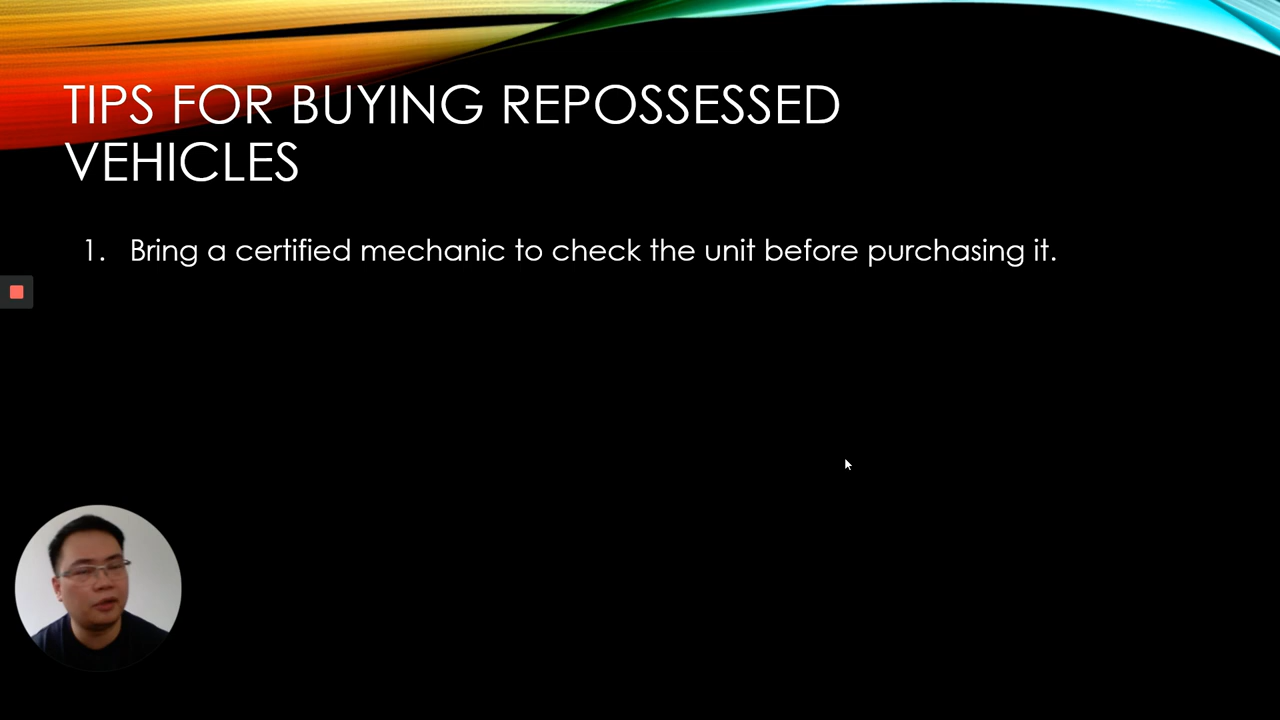 TIPS FOR BUYING REPOSSESSED
VEHICLES
1. Bring a certified mechanic to check the unit before purchasing it.